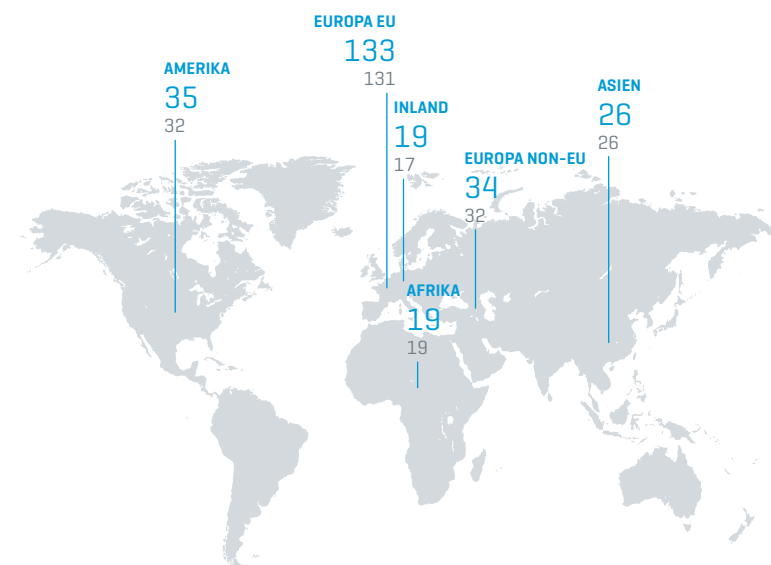 EUROPA EU
133
131
AMERIKA
35
32
ASIEN
26
26
INLAND
19
17
EUROPA NON-EU
34
32
AFRIKA
19
19